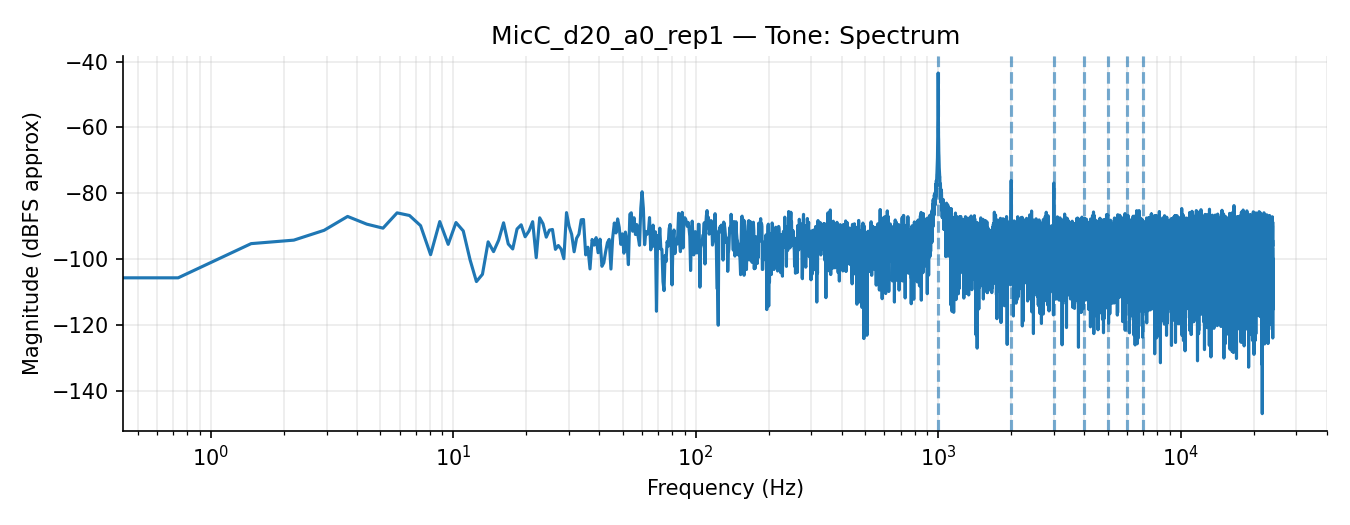 MicC_d20_a0_rep1 — Tone: Spectrum
Magnitude (dBFS approx)
−40
−60
−80
−100
−120
−140
10⁰ 10¹ 10² 10³ 10⁴
Frequency (Hz)